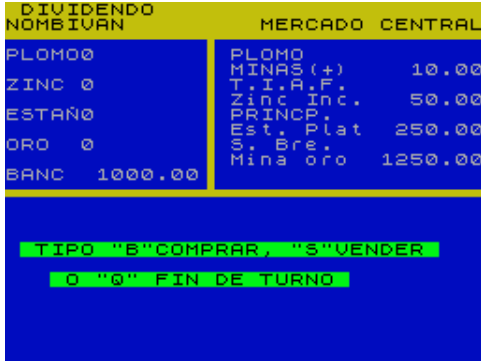 DIVIDENDO
NOMBIVAN MERCADO CENTRAL
PLOMO0
ZINC 0
ESTAÑO0
ORO 0
BANC 1000.00
PLOMO
MINAS(+) 10.00
T.I.A.F.
Zinc Inc. 50.00
PRINCP.
Est. Plat 250.00
S. Bre.
Mina oro 1250.00
TIPO "B"COMPRAR, "S"VENDER
O "Q" FIN DE TURNO